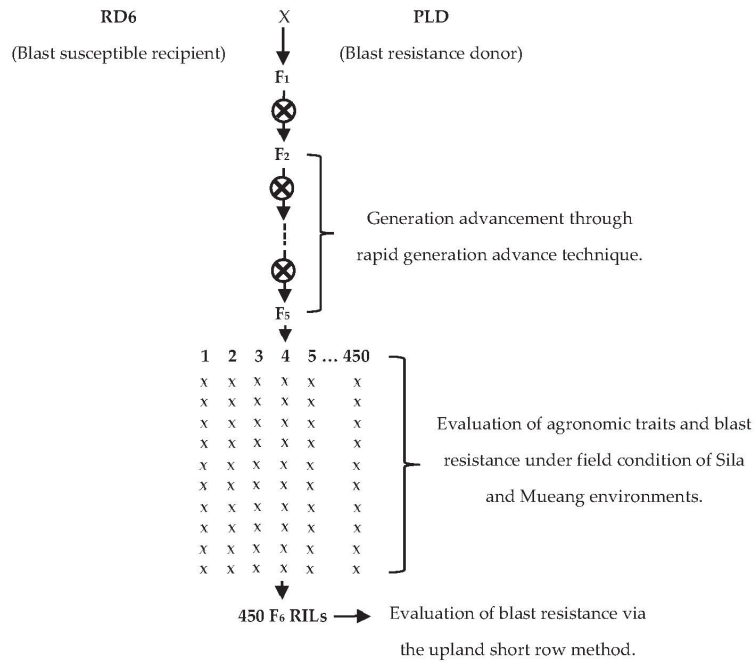 RD6 X PLD
(Blast susceptible recipient) (Blast resistance donor)
F1
F2
Generation advancement through
rapid generation advance technique.
F5
1 2 3 4 5 ... 450
x x x x x x
x x x x x x
x x x x x x
x x x x x x
x x x x x x
x x x x x x
x x x x x x
x x x x x x
x x x x x x
x x x x x x
Evaluation of agronomic traits and blast
resistance under field condition of Sila
and Mueang environments.
450 F6 RILs
Evaluation of blast resistance via
the upland short row method.